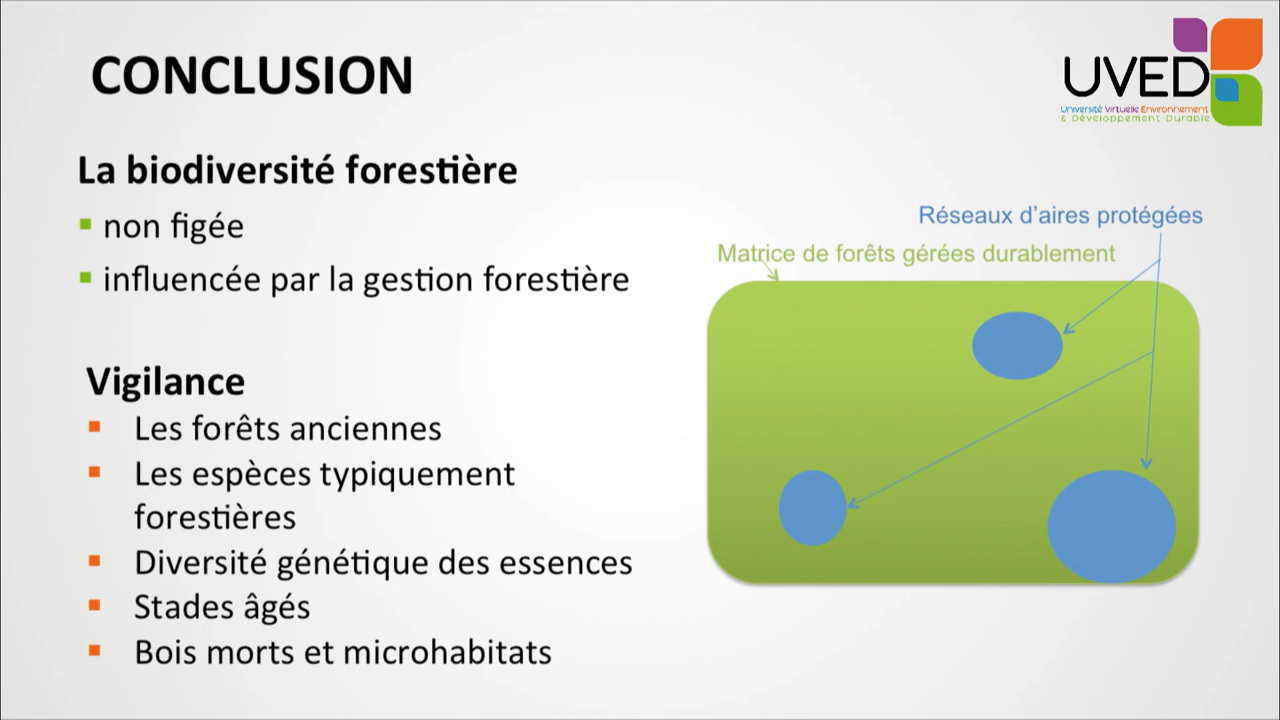 CONCLUSION
UVED
Université Virtuelle Environnement
& Développement Durable
La biodiversité forestière
non figée
influencée par la gestion forestière
Vigilance
Les forêts anciennes
Les espèces typiquement
forestières
Diversité génétique des essences
Stades âgés
Bois morts et microhabitats
Réseaux d'aires protégées
Matrice de forêts gérées durablement